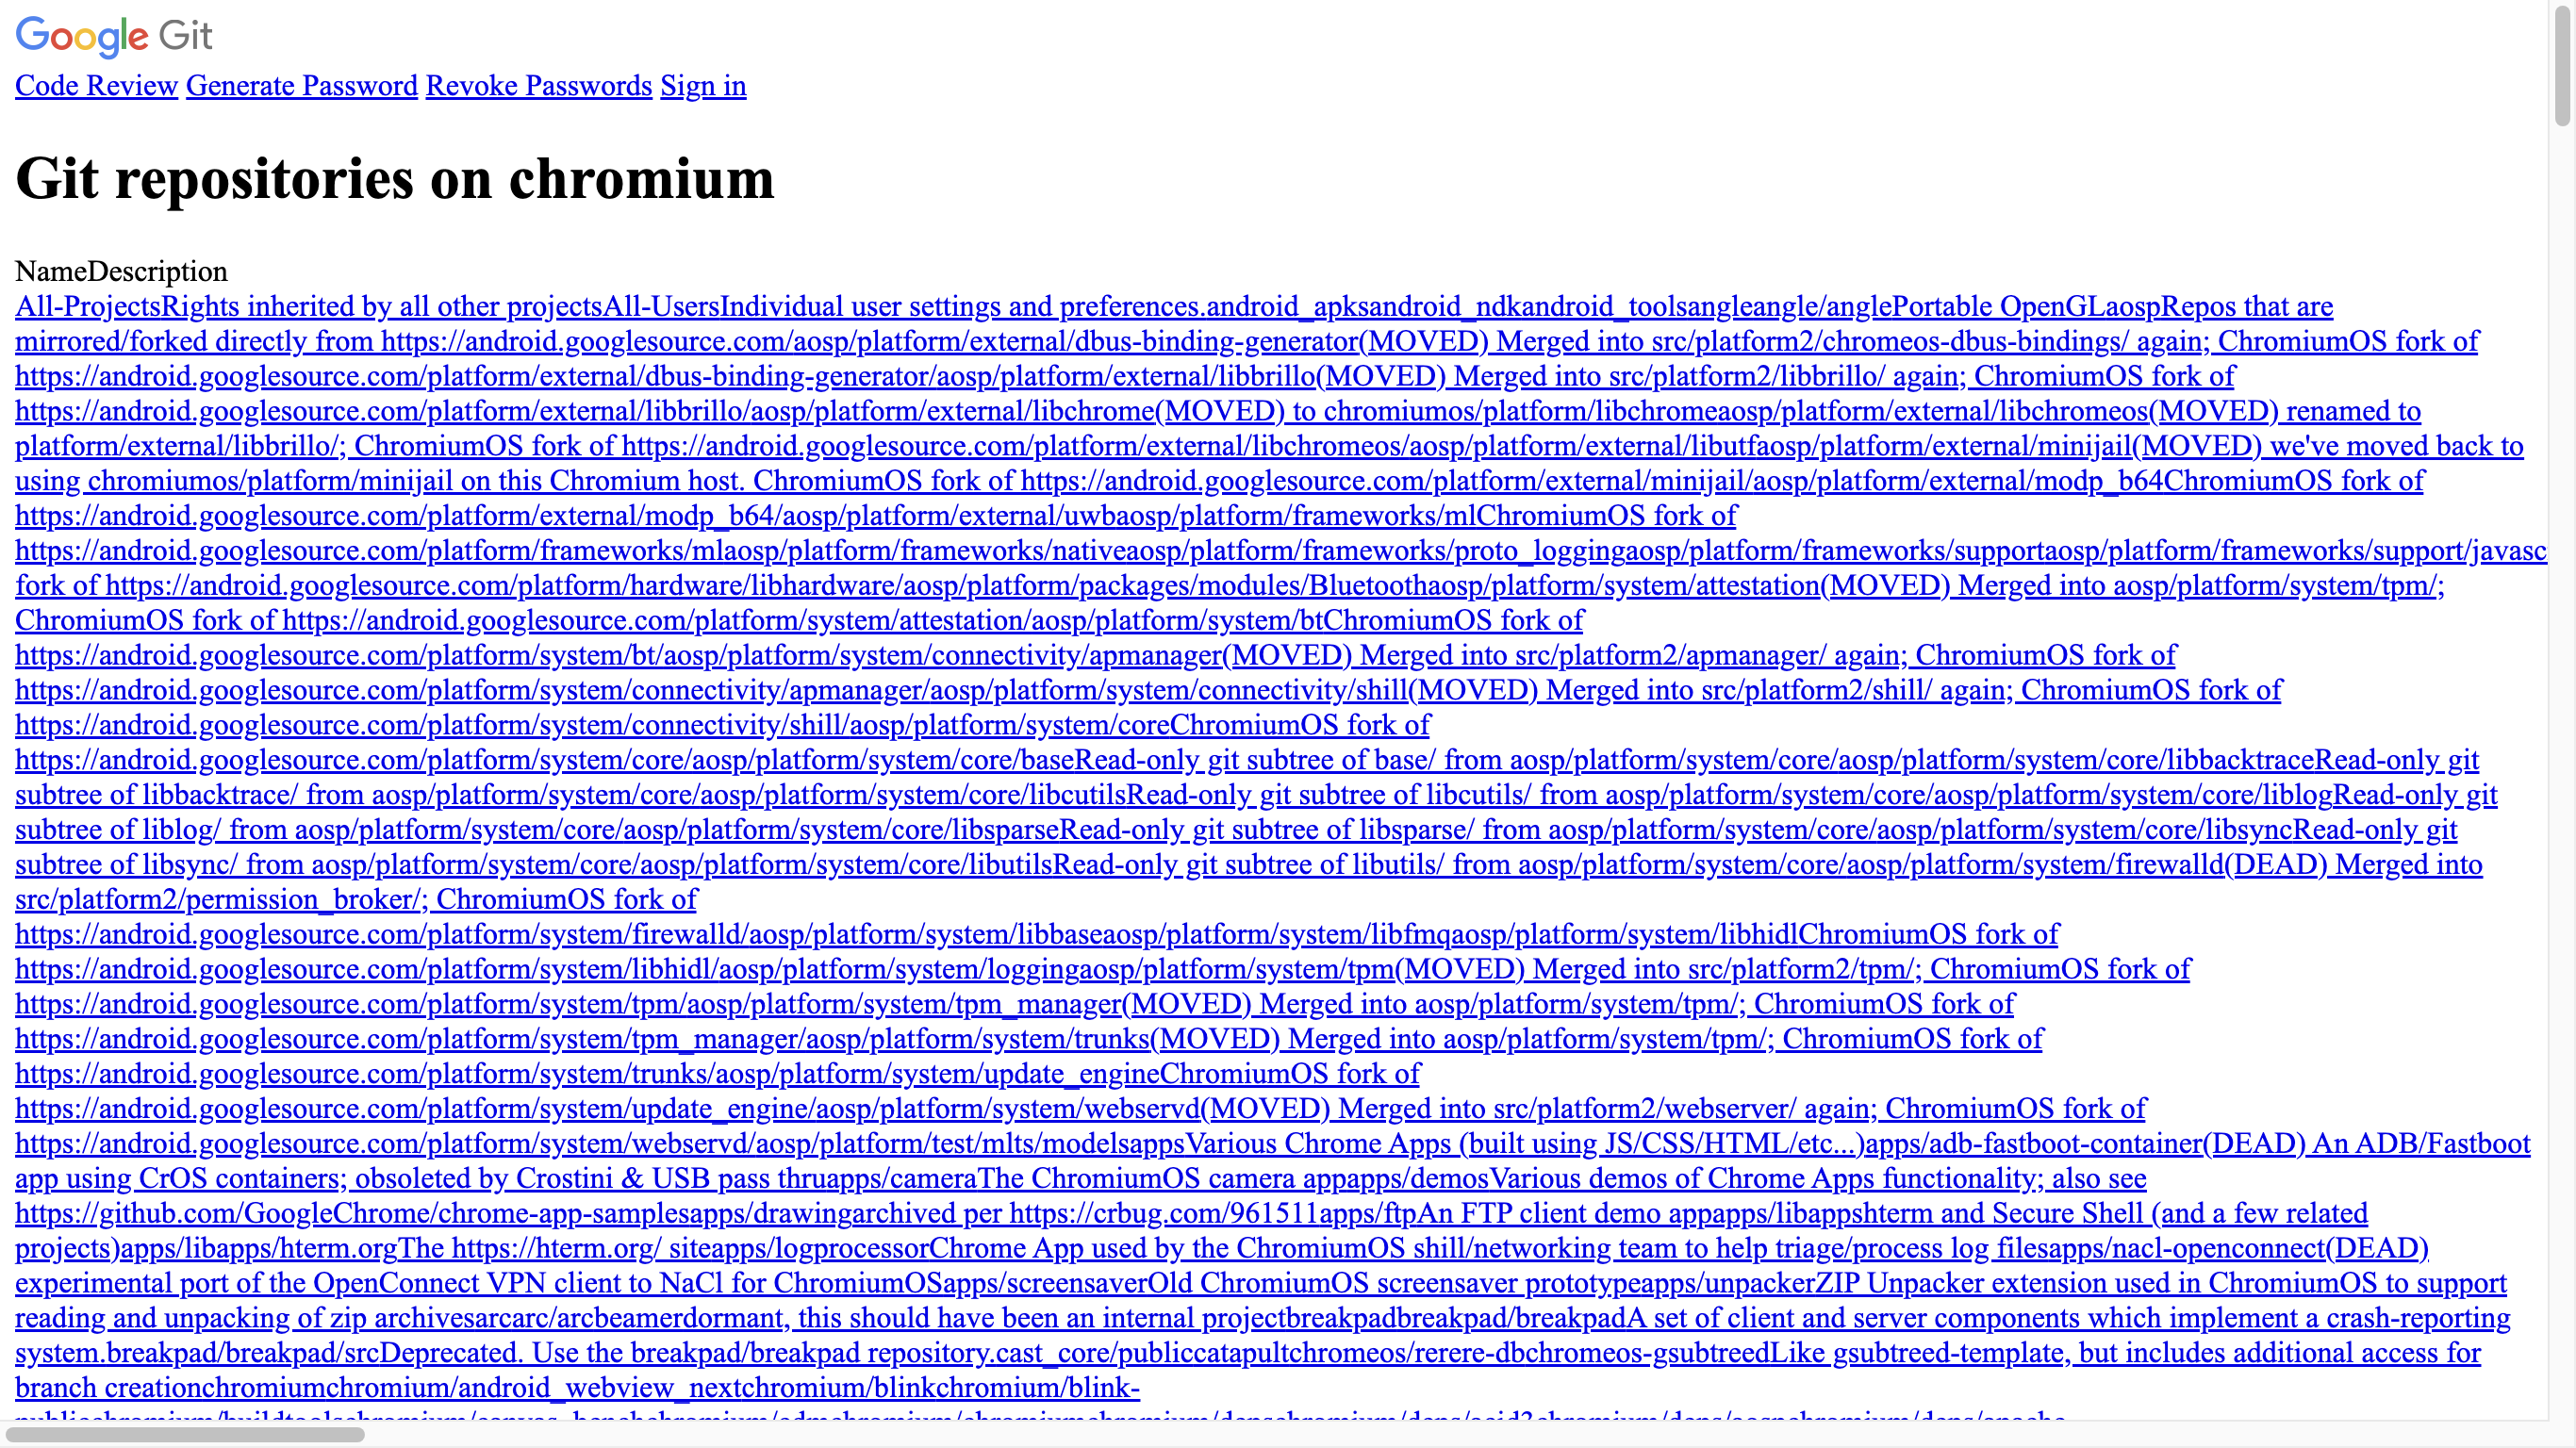 Google Git
Code Review Generate Password Revoke Passwords Sign in
Git repositories on chromium
NameDescription
All-ProjectsRights inherited by all other projectsAll-UsersIndividual user settings and preferences.android_apksandroid_ndkandroid_toolsangleangle/anglePortable OpenGLaospRepos that are
mirrored/forked directly from https://android.googlesource.com/aosp/platform/external/dbus-binding-generator(MOVED) Merged into src/platform2/chromeos-dbus-bindings/ again; ChromiumOS fork of
https://android.googlesource.com/platform/external/dbus-binding-generator/aosp/platform/external/libbrillo(MOVED) Merged into src/platform2/libbrillo/ again; ChromiumOS fork of
https://android.googlesource.com/platform/external/libbrillo/aosp/platform/external/libchrome(MOVED) to chromiumos/platform/libchromeaosp/platform/external/libchromeos(MOVED) renamed to
platform/external/libbrillo/; ChromiumOS fork of https://android.googlesource.com/platform/external/libchromeos/aosp/platform/external/libutfaosp/platform/external/minijail(MOVED) we've moved back to
using chromiumos/platform/minijail on this Chromium host. ChromiumOS fork of https://android.googlesource.com/platform/external/minijail/aosp/platform/external/modp_b64ChromiumOS fork of
https://android.googlesource.com/platform/external/modp_b64/aosp/platform/external/uwbaosp/platform/frameworks/mlChromiumOS fork of
https://android.googlesource.com/platform/frameworks/mlaosp/platform/frameworks/nativeaosp/platform/frameworks/proto_loggingaosp/platform/frameworks/supportaosp/platform/frameworks/support/javasc
fork of https://android.googlesource.com/platform/hardware/libhardware/aosp/platform/packages/modules/Bluetoothaosp/platform/system/attestation(MOVED) Merged into aosp/platform/system/tpm/;
ChromiumOS fork of https://android.googlesource.com/platform/system/attestation/aosp/platform/system/btChromiumOS fork of
https://android.googlesource.com/platform/system/bt/aosp/platform/system/connectivity/apmanager(MOVED) Merged into src/platform2/apmanager/ again; ChromiumOS fork of
https://android.googlesource.com/platform/system/connectivity/apmanager/aosp/platform/system/connectivity/shill(MOVED) Merged into src/platform2/shill/ again; ChromiumOS fork of
https://android.googlesource.com/platform/system/connectivity/shill/aosp/platform/system/coreChromiumOS fork of
https://android.googlesource.com/platform/system/core/aosp/platform/system/core/baseRead-only git subtree of base/ from aosp/platform/system/core/aosp/platform/system/core/libbacktraceRead-only git
subtree of libbacktrace/ from aosp/platform/system/core/aosp/platform/system/core/libcutilsRead-only git subtree of libcutils/ from aosp/platform/system/core/aosp/platform/system/core/liblogRead-only git
subtree of liblog/ from aosp/platform/system/core/aosp/platform/system/core/libsparseRead-only git subtree of libsparse/ from aosp/platform/system/core/aosp/platform/system/core/libsyncRead-only git
subtree of libsync/ from aosp/platform/system/core/aosp/platform/system/core/libutilsRead-only git subtree of libutils/ from aosp/platform/system/core/aosp/platform/system/firewalld(DEAD) Merged into
src/platform2/permission_broker/; ChromiumOS fork of
https://android.googlesource.com/platform/system/firewalld/aosp/platform/system/libbaseaosp/platform/system/libfmqaosp/platform/system/libhidlChromiumOS fork of
https://android.googlesource.com/platform/system/libhidl/aosp/platform/system/loggingaosp/platform/system/tpm(MOVED) Merged into src/platform2/tpm/; ChromiumOS fork of
https://android.googlesource.com/platform/system/tpm/aosp/platform/system/tpm_manager(MOVED) Merged into aosp/platform/system/tpm/; ChromiumOS fork of
https://android.googlesource.com/platform/system/tpm_manager/aosp/platform/system/trunks(MOVED) Merged into aosp/platform/system/tpm/; ChromiumOS fork of
https://android.googlesource.com/platform/system/trunks/aosp/platform/system/update_engineChromiumOS fork of
https://android.googlesource.com/platform/system/update_engine/aosp/platform/system/webservd(MOVED) Merged into src/platform2/webserver/ again; ChromiumOS fork of
https://android.googlesource.com/platform/system/webservd/aosp/platform/test/mlts/modelsappsVarious Chrome Apps (built using JS/CSS/HTML/etc...)apps/adb-fastboot-container(DEAD) An ADB/Fastboot
app using CrOS containers; obsoleted by Crostini & USB pass thruapps/cameraThe ChromiumOS camera appapps/demosVarious demos of Chrome Apps functionality; also see
https://github.com/GoogleChrome/chrome-app-samplesapps/drawingarchived per https://crbug.com/961511apps/ftpAn FTP client demo appapps/libappshterm and Secure Shell (and a few related
projects)apps/libapps/hterm.orgThe https://hterm.org/ siteapps/logprocessorChrome App used by the ChromiumOS shill/networking team to help triage/process log filesapps/nacl-openconnect(DEAD)
experimental port of the OpenConnect VPN client to NaCl for ChromiumOSapps/screensaverOld ChromiumOS screensaver prototypeapps/unpackerZIP Unpacker extension used in ChromiumOS to support
reading and unpacking of zip archivesarcarc/arcbeamerdormant, this should have been an internal projectbreakpadbreakpad/breakpadA set of client and server components which implement a crash-reporting
system.breakpad/breakpad/srcDeprecated. Use the breakpad/breakpad repository.cast_core/publiccatapultchromeos/rerere-dbchromeos-gsubtreedLike gsubtreed-template, but includes additional access for
branch creationchromiumchromium/android_webview_nextchromium/blinkchromium/blink-